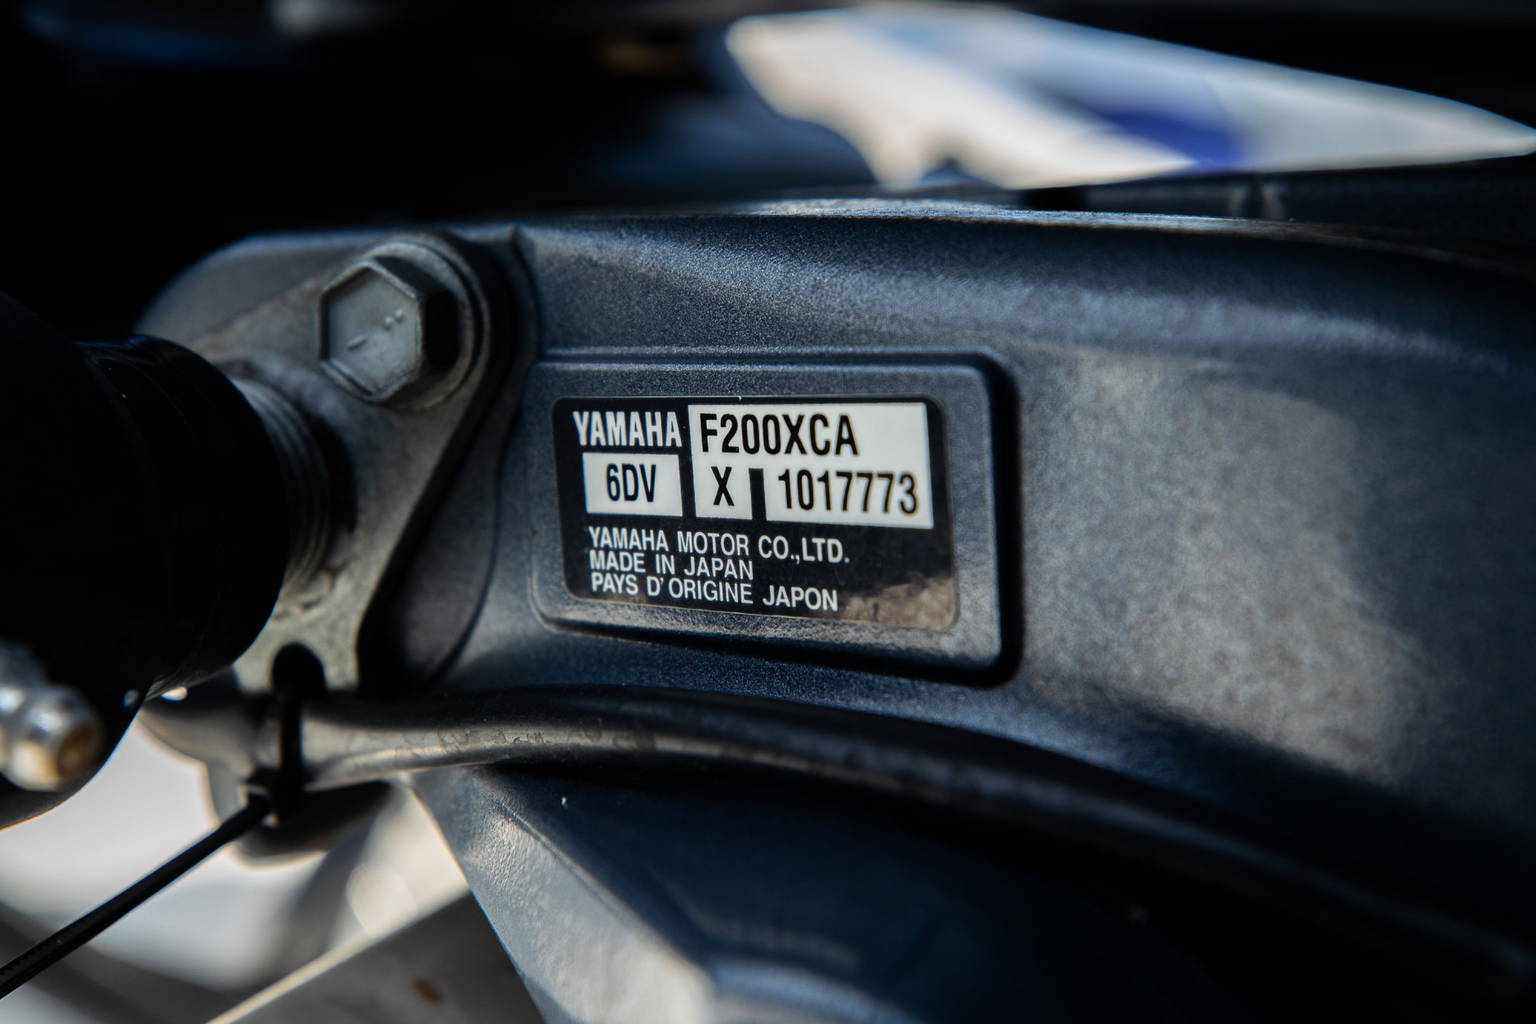 YAMAHA F200XCA
6DV X 1017773
YAMAHA MOTOR CO.,LTD.
MADE IN JAPAN
PAYS D'ORIGINE JAPON